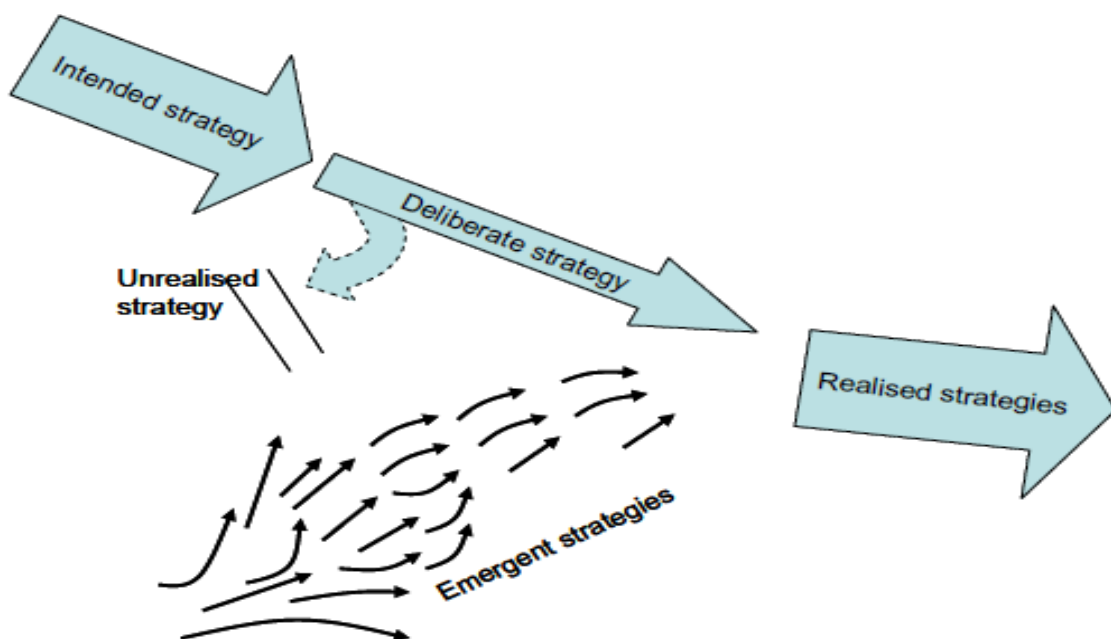 Intended strategy
Deliberate strategy
Unrealised
strategy
Realised strategies
Emergent strategies